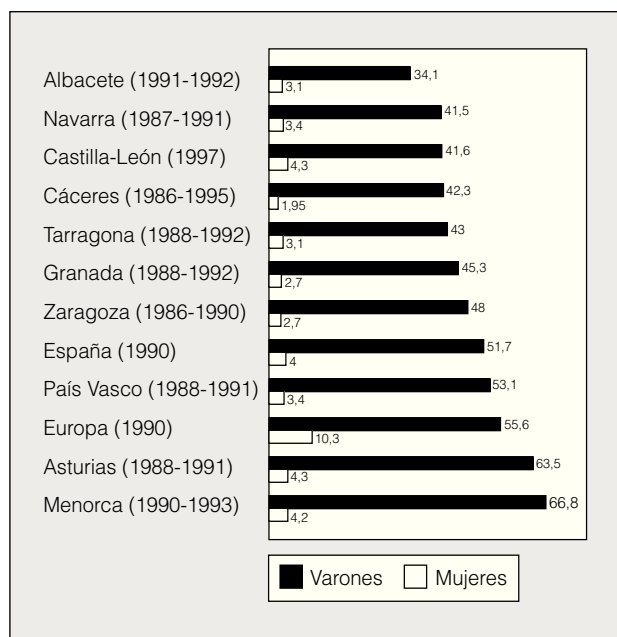 Albacete (1991-1992)
34,1
3,1
Navarra (1987-1991)
41,5
3,4
Castilla-León (1997)
41,6
4,3
Cáceres (1986-1995)
42,3
1,95
Tarragona (1988-1992)
43
3,1
Granada (1988-1992)
45,3
2,7
Zaragoza (1986-1990)
48
2,7
España (1990)
51,7
4
País Vasco (1988-1991)
53,1
3,4
Europa (1990)
55,6
10,3
Asturias (1988-1991)
63,5
4,3
Menorca (1990-1993)
66,8
4,2
Varones Mujeres